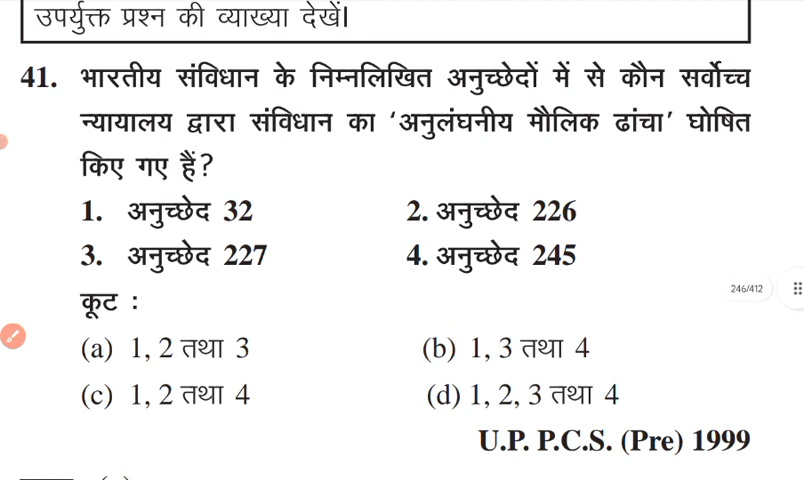 उपर्युक्त प्रश्न की व्याख्या देखें।
41. भारतीय संविधान के निम्नलिखित अनुच्छेदों में से कौन सर्वोच्च
न्यायालय द्वारा संविधान का ‘अनुलंघनीय मौलिक ढांचा’ घोषित
किए गए हैं?
1. अनुच्छेद 32 2. अनुच्छेद 226
3. अनुच्छेद 227 4. अनुच्छेद 245
246/412
कूट :
(a) 1, 2 तथा 3 (b) 1, 3 तथा 4
(c) 1, 2 तथा 4 (d) 1, 2, 3 तथा 4
U.P. P.C.S. (Pre) 1999